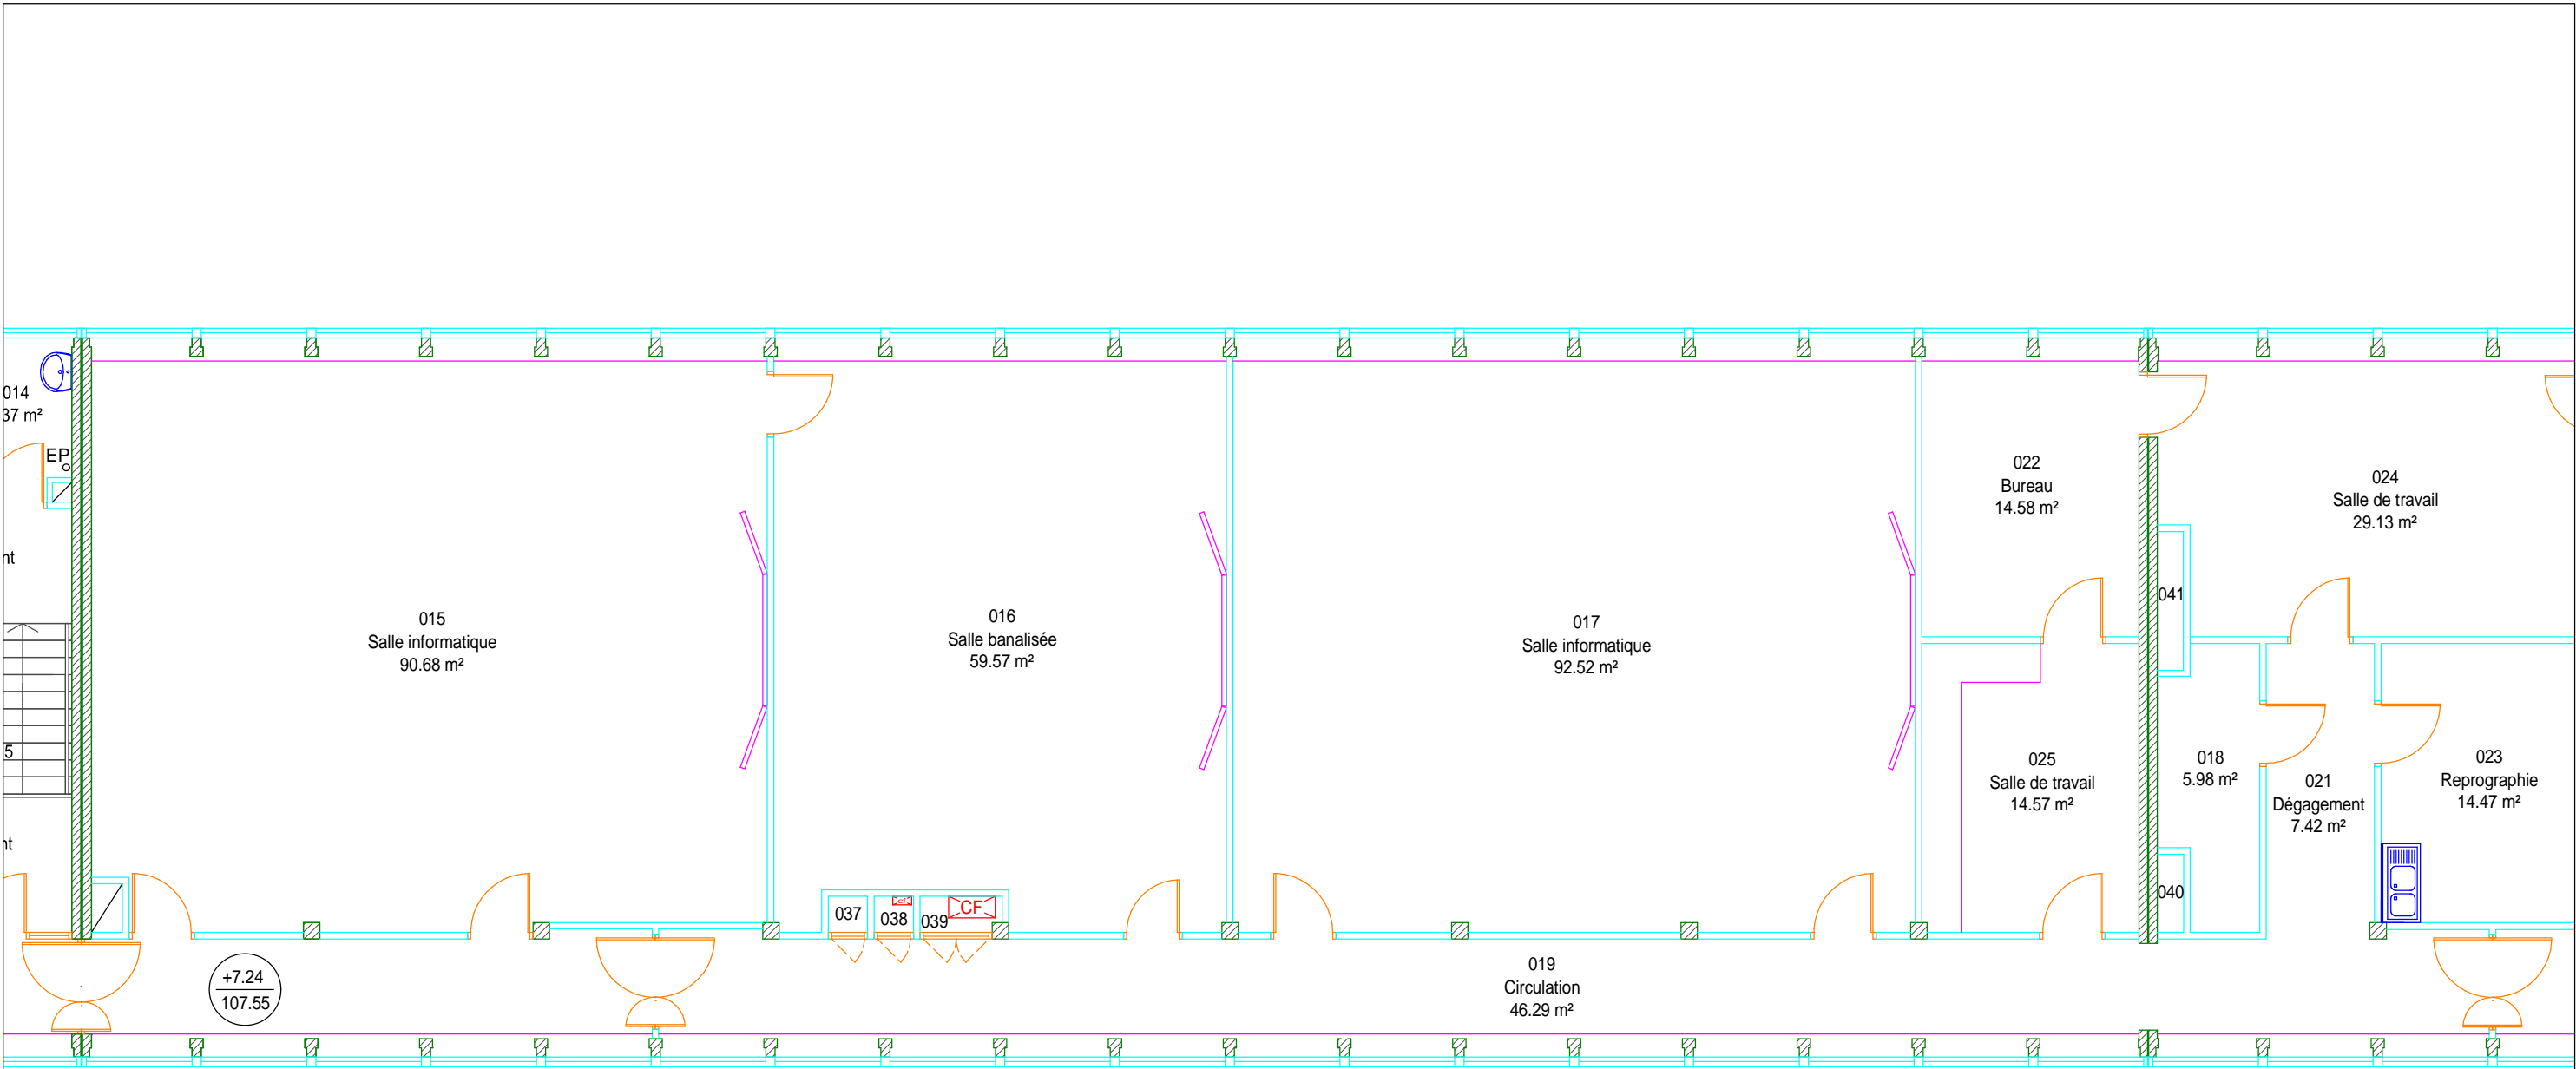 014
37 m²
EP
nt
5
nt
015
Salle informatique
90.68 m²
016
Salle banalisée
59.57 m²
017
Salle informatique
92.52 m²
022
Bureau
14.58 m²
024
Salle de travail
29.13 m²
041
025
Salle de travail
14.57 m²
018
5.98 m²
021
Dégagement
7.42 m²
023
Reprographie
14.47 m²
040
037
038
cf
039
CF
+7.24
107.55
019
Circulation
46.29 m²